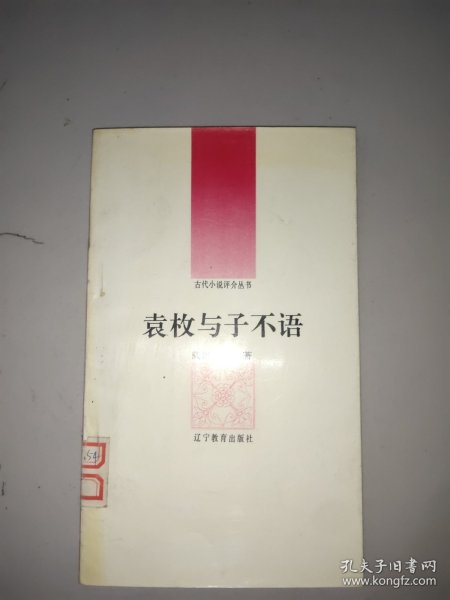 古代小说评介丛书
袁枚与子不语
著
辽宁教育出版社
.54
孔夫子旧书网
www.kongfz.com